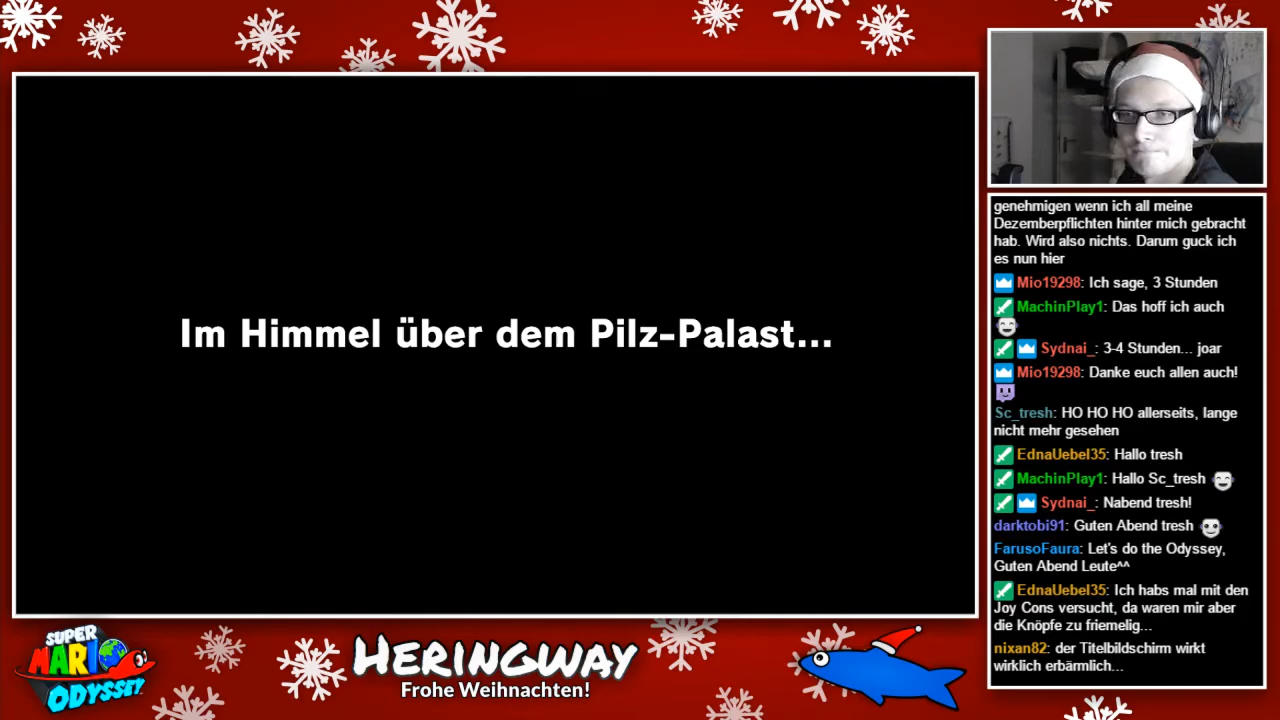 Im Himmel über dem Pilz-Palast...
genehmigen wenn ich all meine
Dezemberpflichten hinter mich gebracht
hab. Wird also nichts. Darum guck ich
es nun hier
Mio19298: Ich sage, 3 Stunden
MachinPlay1: Das hoff ich auch
Sydnai_: 3-4 Stunden... joar
Mio19298: Danke euch allen auch!
Sc_tresh: HO HO HO allerseits, lange
nicht mehr gesehen
EdnaUebel35: Hallo tresh
MachinPlay1: Hallo Sc_tresh
Sydnai_: Nabend tresh!
darktobi91: Guten Abend tresh
FarusoFaura: Let's do the Odyssey,
Guten Abend Leute^^
EdnaUebel35: Ich habs mal mit den
Joy Cons versucht, da waren mir aber
die Knöpfe zu friemelig...
nixan82: der Titelbildschirm wirkt
wirklich erbärmlich...
SUPER
MARIO
ODYSSEY
HERINGWAY
Frohe Weihnachten!